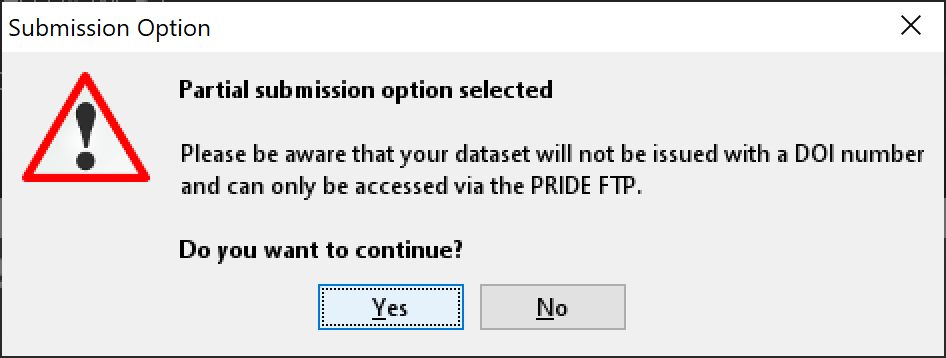 Submission Option
Partial submission option selected
Please be aware that your dataset will not be issued with a DOI number
and can only be accessed via the PRIDE FTP.
Do you want to continue?
Yes
No